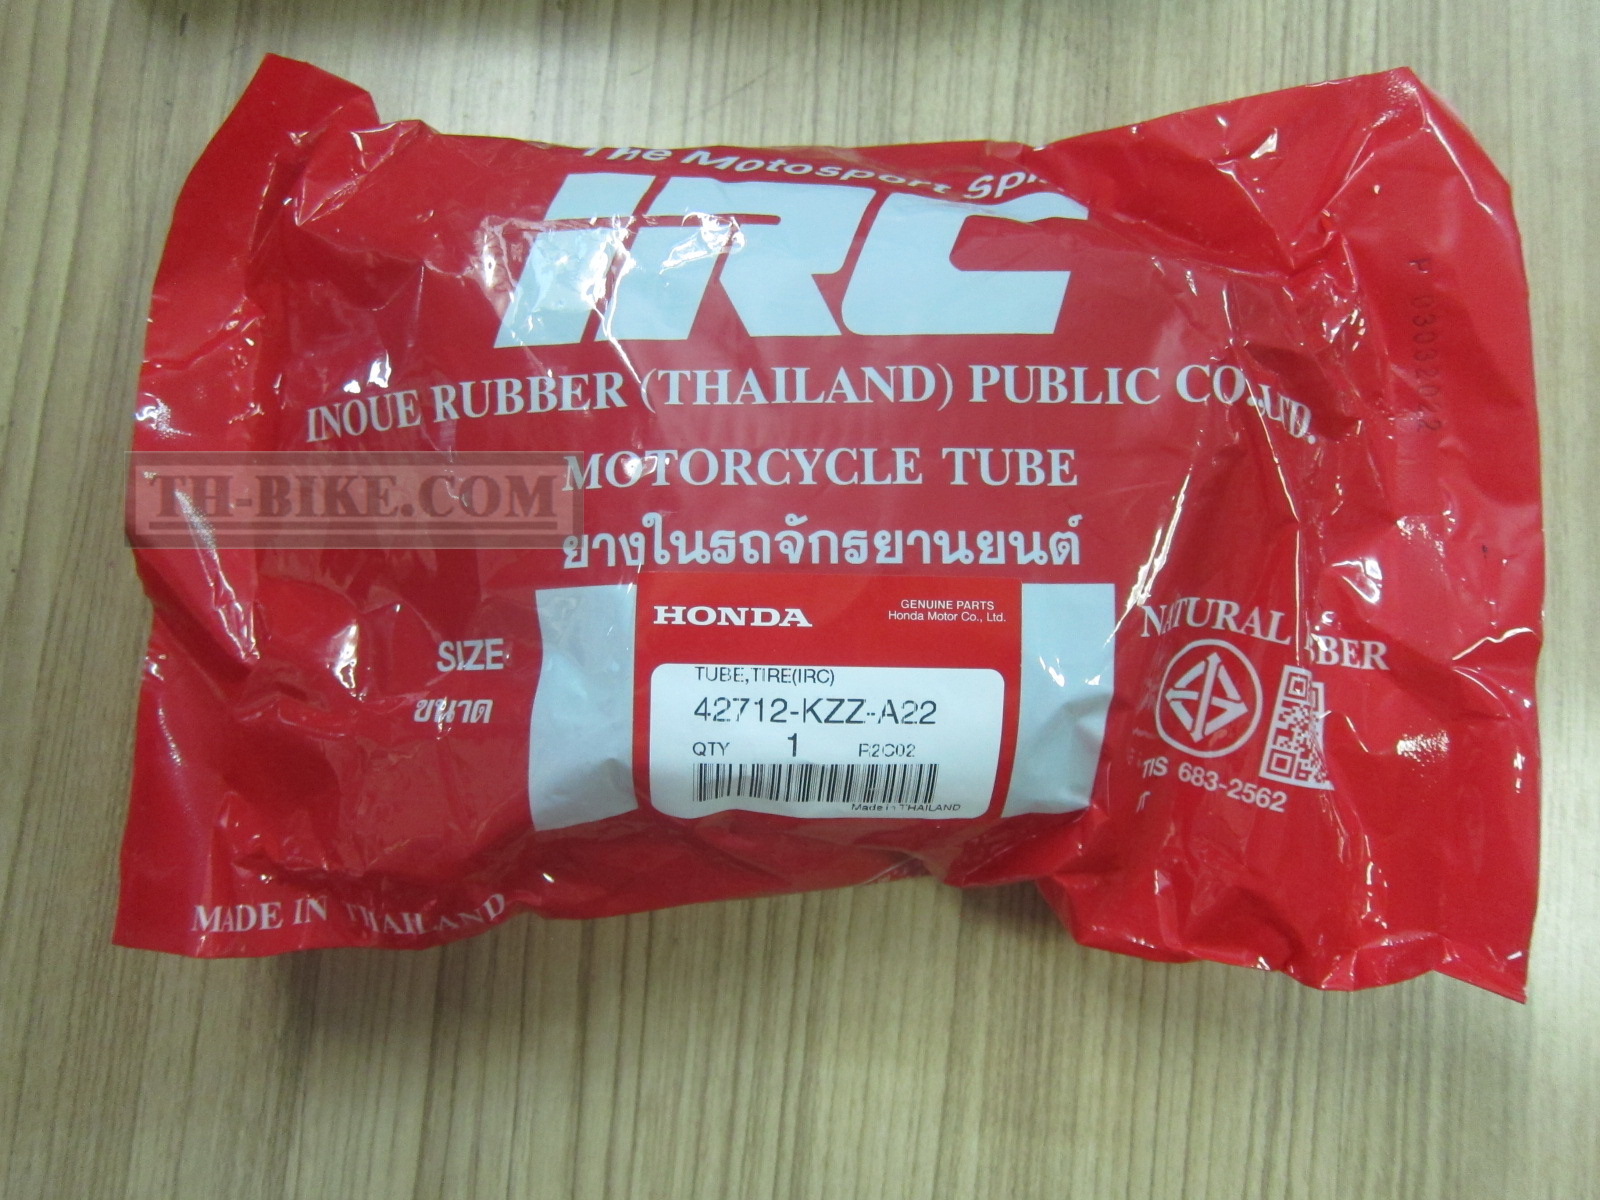 The Motosport
IRC
INOUE RUBBER (THAILAND) PUBLIC CO.,LTD.
MOTORCYCLE TUBE
TH-BIKE.COM
ยางในรถจักรยานยนต์
HONDA
GENUINE PARTS
Honda Motor Co., Ltd.
SIZE
ขนาด
TUBE,TIRE(IRC)
42712-KZZ-A22
QTY 1 R2C02
Made in THAILAND
NATURAL
TIS 683-2562
MADE IN THAILAND
P 03032022